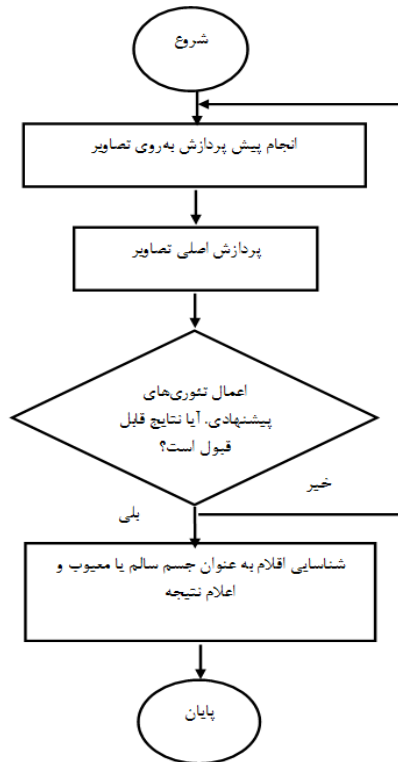 شروع
انجام پیش پردازش به‌روی تصاویر
پردازش اصلی تصاویر
اعمال تئوری‌های
پیشنهادی. آیا نتایج قابل
قبول است؟
خیر
بلی
شناسایی اقلام به عنوان جسم سالم یا معیوب و
اعلام نتیجه
پایان